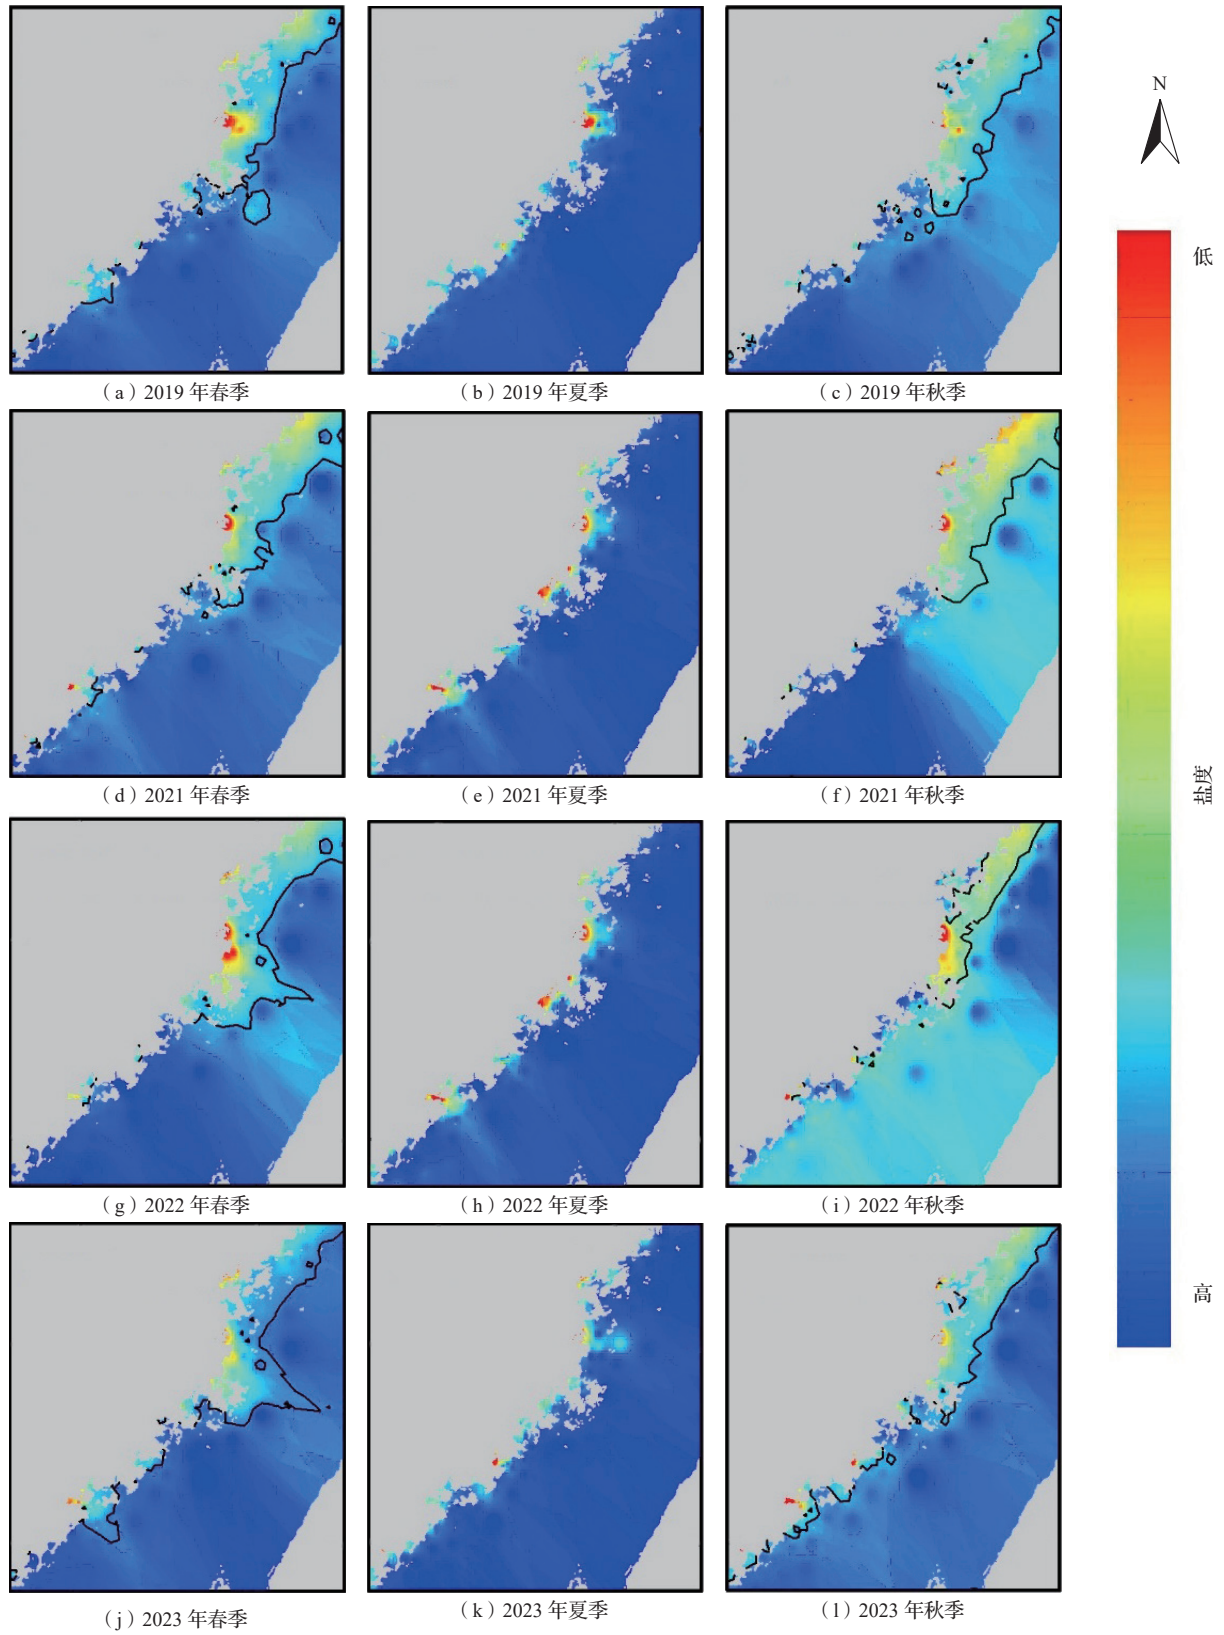 N
低
盐度
高
（a）2019 年春季
（b）2019 年夏季
（c）2019 年秋季
（d）2021 年春季
（e）2021 年夏季
（f）2021 年秋季
（g）2022 年春季
（h）2022 年夏季
（i）2022 年秋季
（j）2023 年春季
（k）2023 年夏季
（l）2023 年秋季